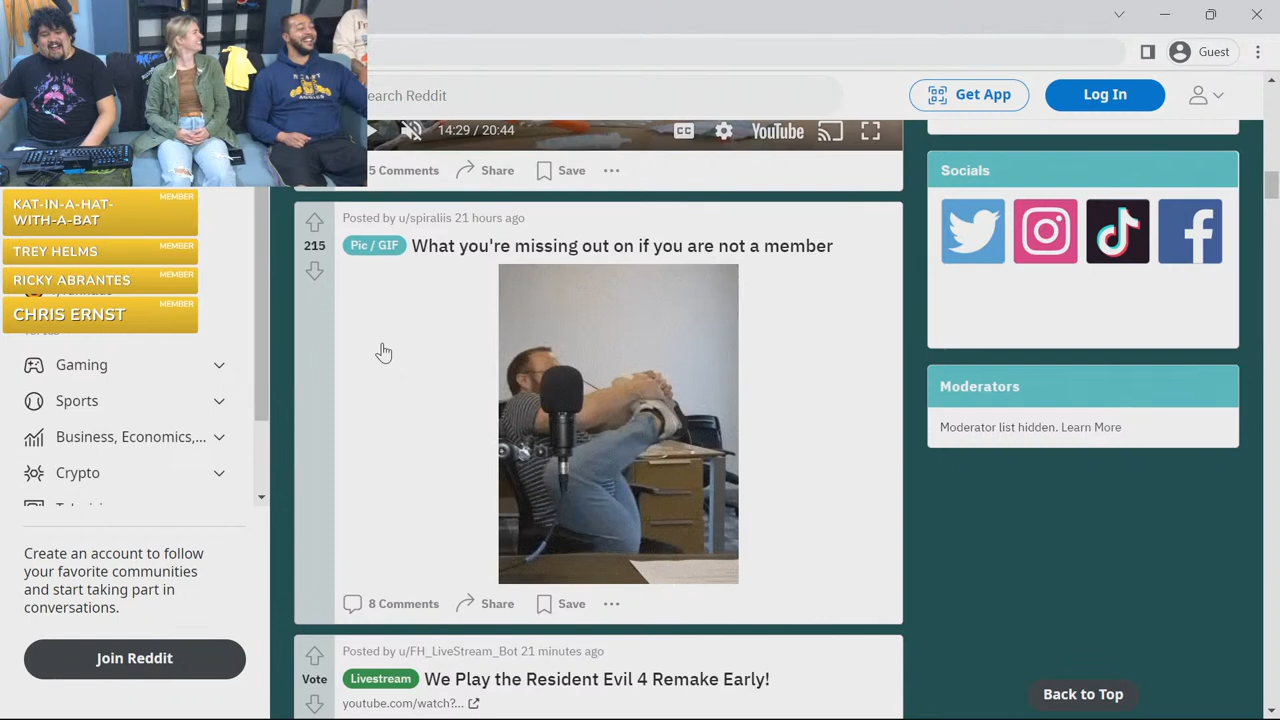 Guest
earch Reddit
Get App
Log In
14:29 / 20:44
CC
YouTube
5 Comments
Share
Save
KAT-IN-A-HAT-
WITH-A-BAT
MEMBER
TREY HELMS
MEMBER
RICKY ABRANTES
MEMBER
CHRIS ERNST
MEMBER
Gaming
Sports
Business, Economics,...
Crypto
Create an account to follow
your favorite communities
and start taking part in
conversations.
Join Reddit
Posted by u/spiraliis 21 hours ago
215
Pic / GIF
What you're missing out on if you are not a member
8 Comments
Share
Save
Posted by u/FH_LiveStream_Bot 21 minutes ago
Vote
Livestream
We Play the Resident Evil 4 Remake Early!
youtube.com/watch?...
Socials
Moderators
Moderator list hidden. Learn More
Back to Top